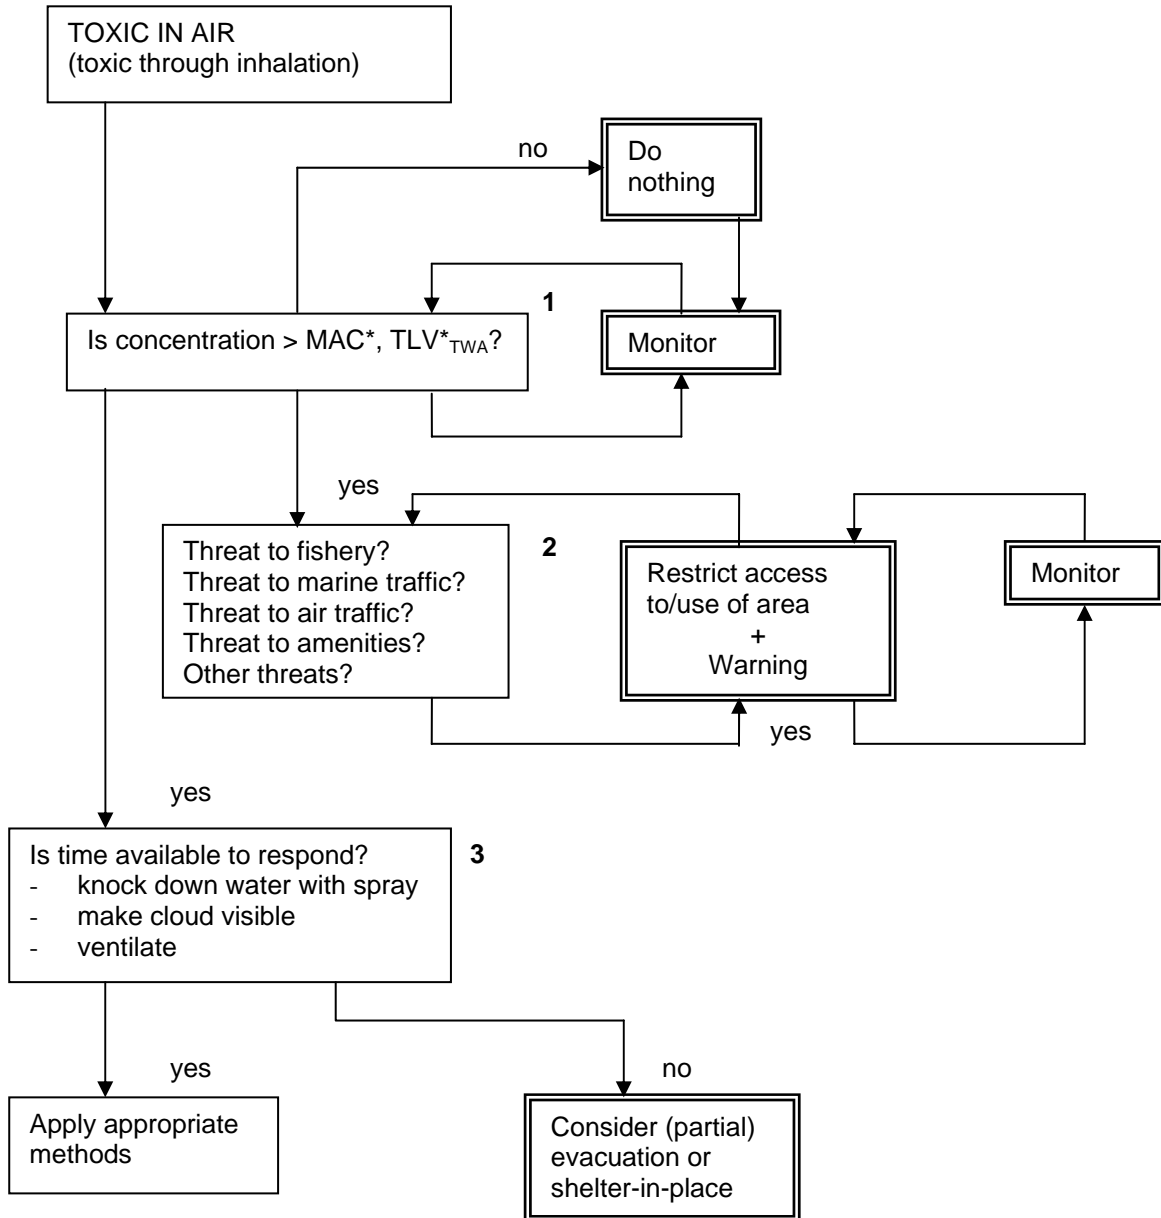 TOXIC IN AIR
(toxic through inhalation)
no
Do
nothing
1
Is concentration > MAC*, TLV*TWA?
Monitor
yes
2
Threat to fishery?
Threat to marine traffic?
Threat to air traffic?
Threat to amenities?
Other threats?
Restrict access
to/use of area
+
Warning
Monitor
yes
yes
3
Is time available to respond?
- knock down water with spray
- make cloud visible
- ventilate
yes
no
Apply appropriate
methods
Consider (partial)
evacuation or
shelter-in-place